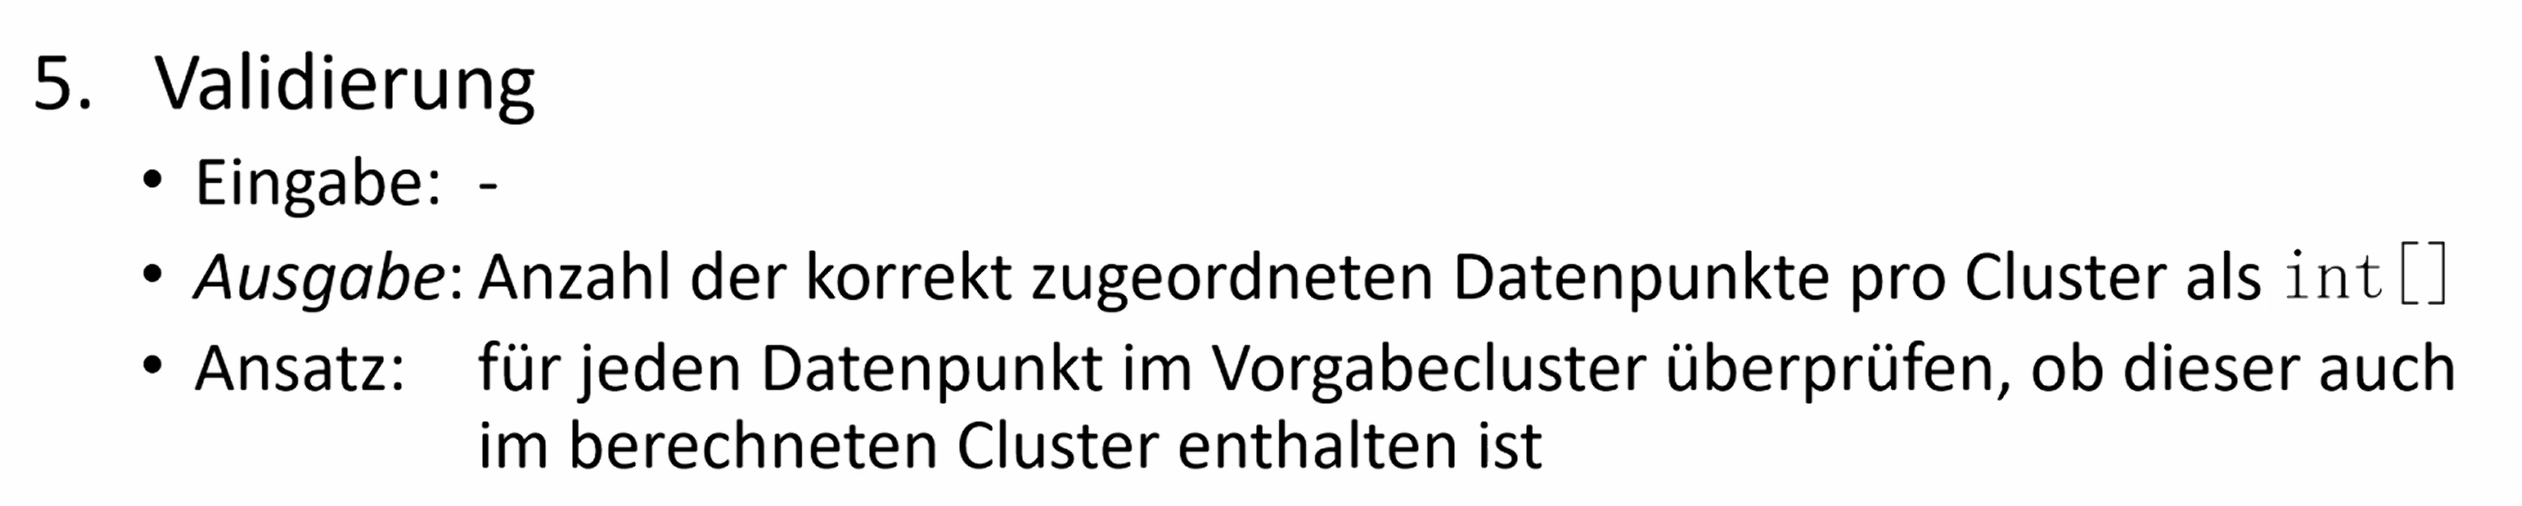 5. Validierung
• Eingabe: -
• Ausgabe: Anzahl der korrekt zugeordneten Datenpunkte pro Cluster als int[]
• Ansatz: für jeden Datenpunkt im Vorgabecluster überprüfen, ob dieser auch
im berechneten Cluster enthalten ist